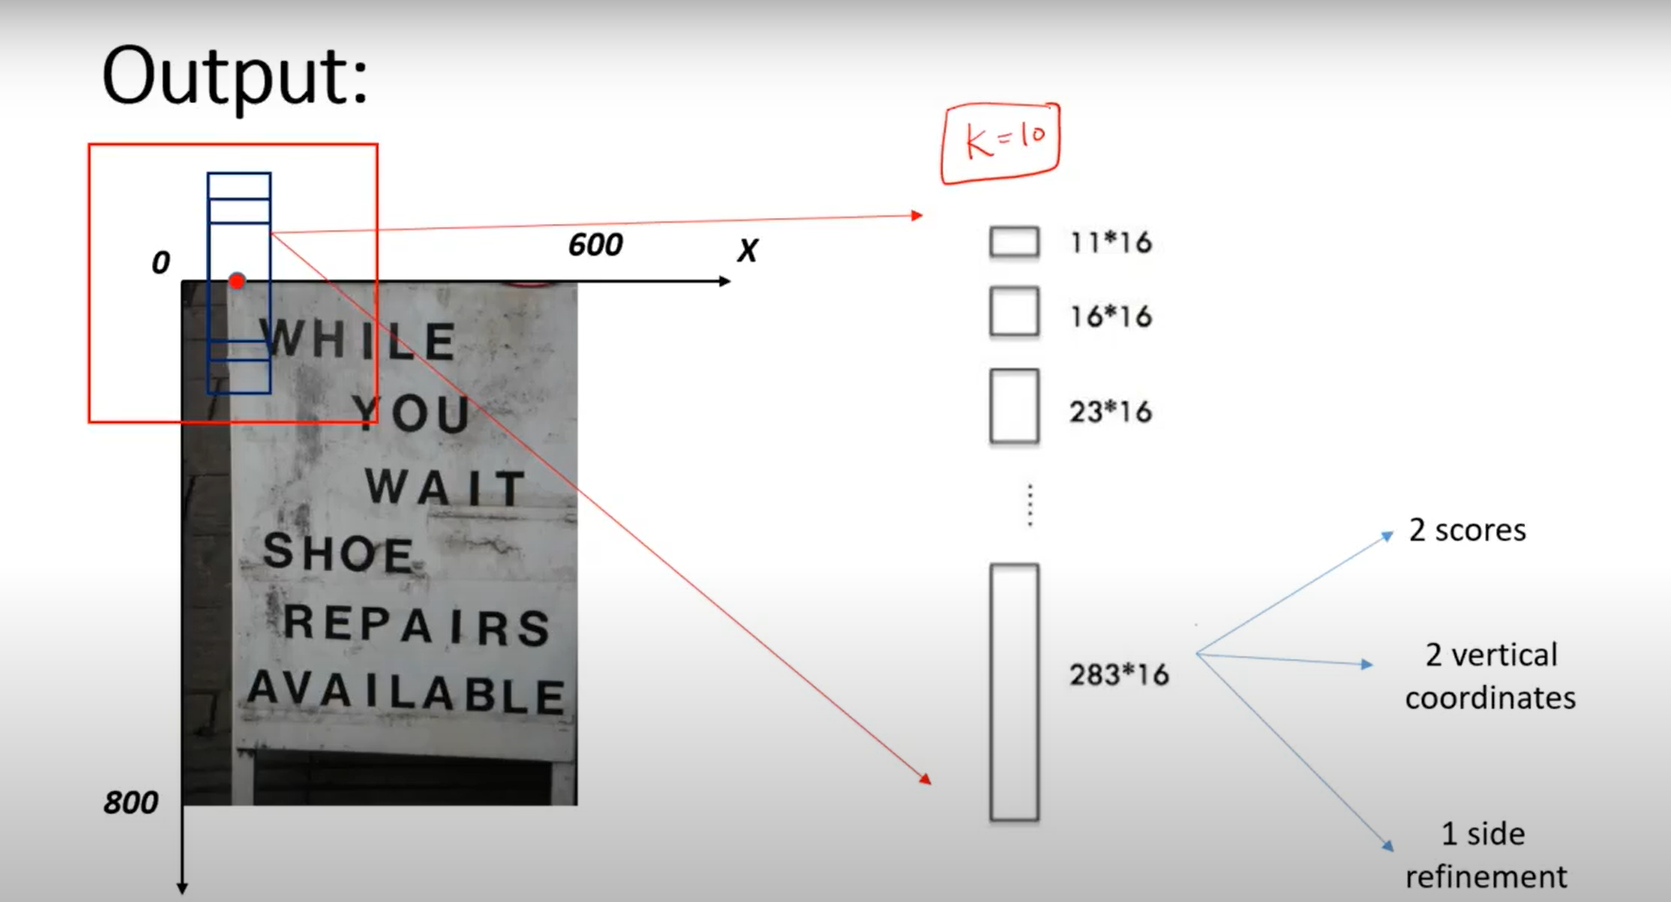 Output:
K=10
0
600
X
11*16
16*16
23*16
283*16
WHILE
YOU
WAIT
SHOE
REPAIRS
AVAILABLE
800
2 scores
2 vertical
coordinates
1 side
refinement